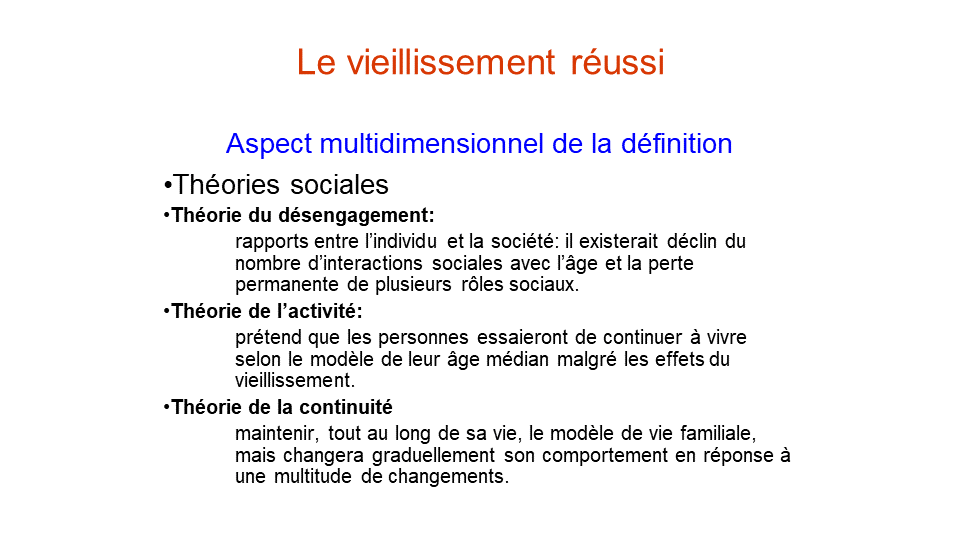 Le vieillissement réussi
Aspect multidimensionnel de la définition
•Théories sociales
•Théorie du désengagement:
rapports entre l’individu et la société: il existerait déclin du
nombre d’interactions sociales avec l’âge et la perte
permanente de plusieurs rôles sociaux.
•Théorie de l’activité:
prétend que les personnes essaieront de continuer à vivre
selon le modèle de leur âge médian malgré les effets du
vieillissement.
•Théorie de la continuité
maintenir, tout au long de sa vie, le modèle de vie familiale,
mais changera graduellement son comportement en réponse à
une multitude de changements.